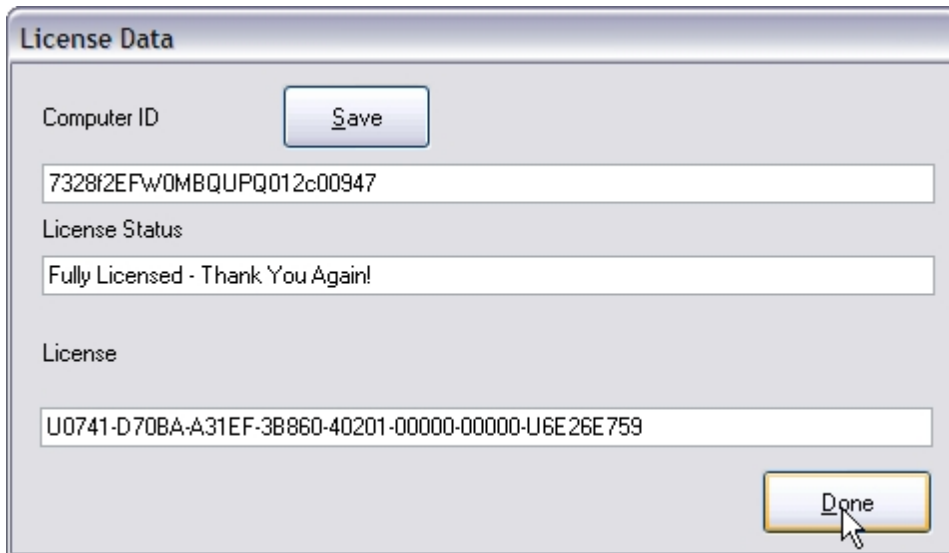 License Data
Computer ID
Save
7328f2EFW0MBQUPQ012c00947
License Status
Fully Licensed - Thank You Again!
License
U0741-D70BA-A31EF-3B860-40201-00000-00000-U6E26E759
Done